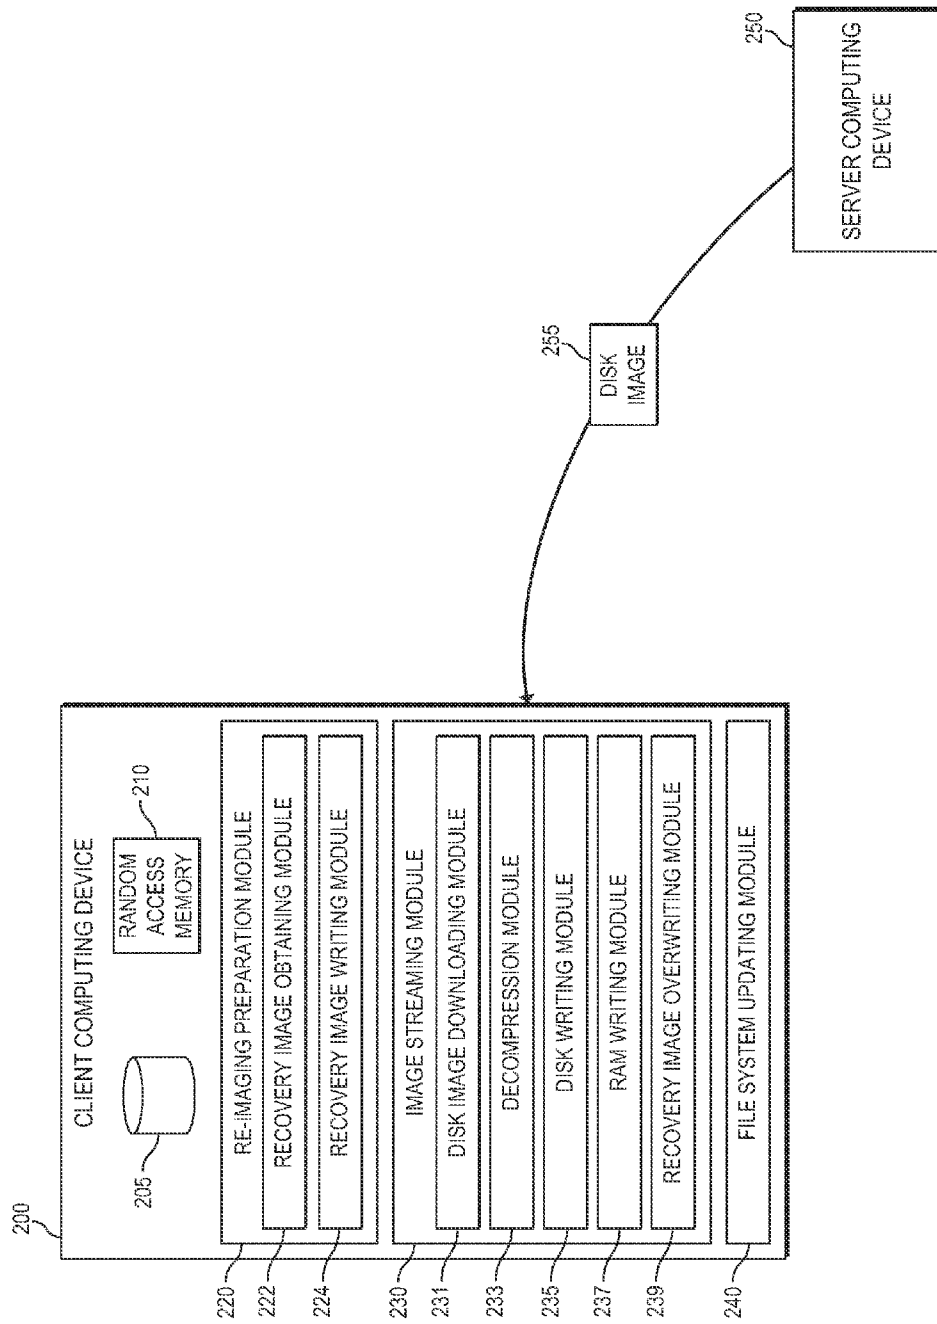 200
CLIENT COMPUTING DEVICE
205
RANDOM
ACCESS
MEMORY
210
220
RE-IMAGING PREPARATION MODULE
222
RECOVERY IMAGE OBTAINING MODULE
224
RECOVERY IMAGE WRITING MODULE
230
IMAGE STREAMING MODULE
231
DISK IMAGE DOWNLOADING MODULE
233
DECOMPRESSION MODULE
235
DISK WRITING MODULE
237
RAM WRITING MODULE
239
RECOVERY IMAGE OVERWRITING MODULE
240
FILE SYSTEM UPDATING MODULE
255
DISK
IMAGE
250
SERVER COMPUTING
DEVICE